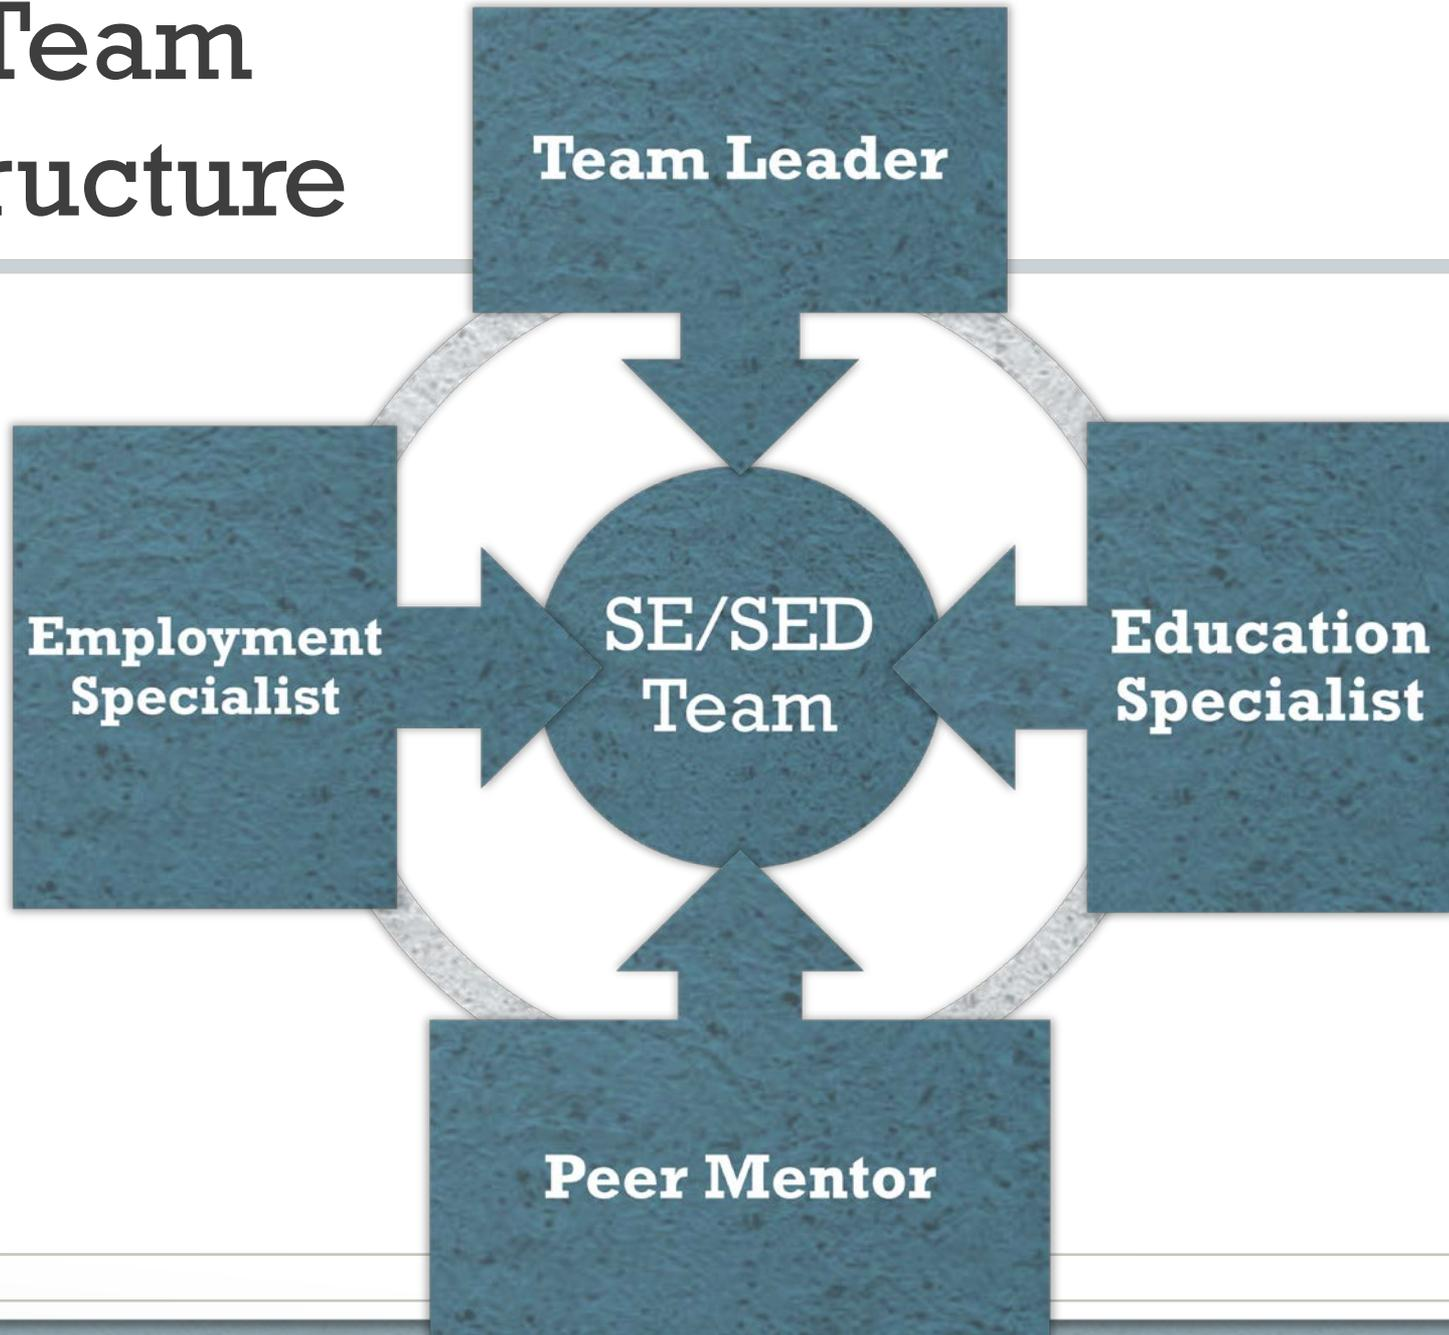 Team
ructure
Team Leader
Employment
Specialist
SE/SED
Team
Education
Specialist
Peer Mentor